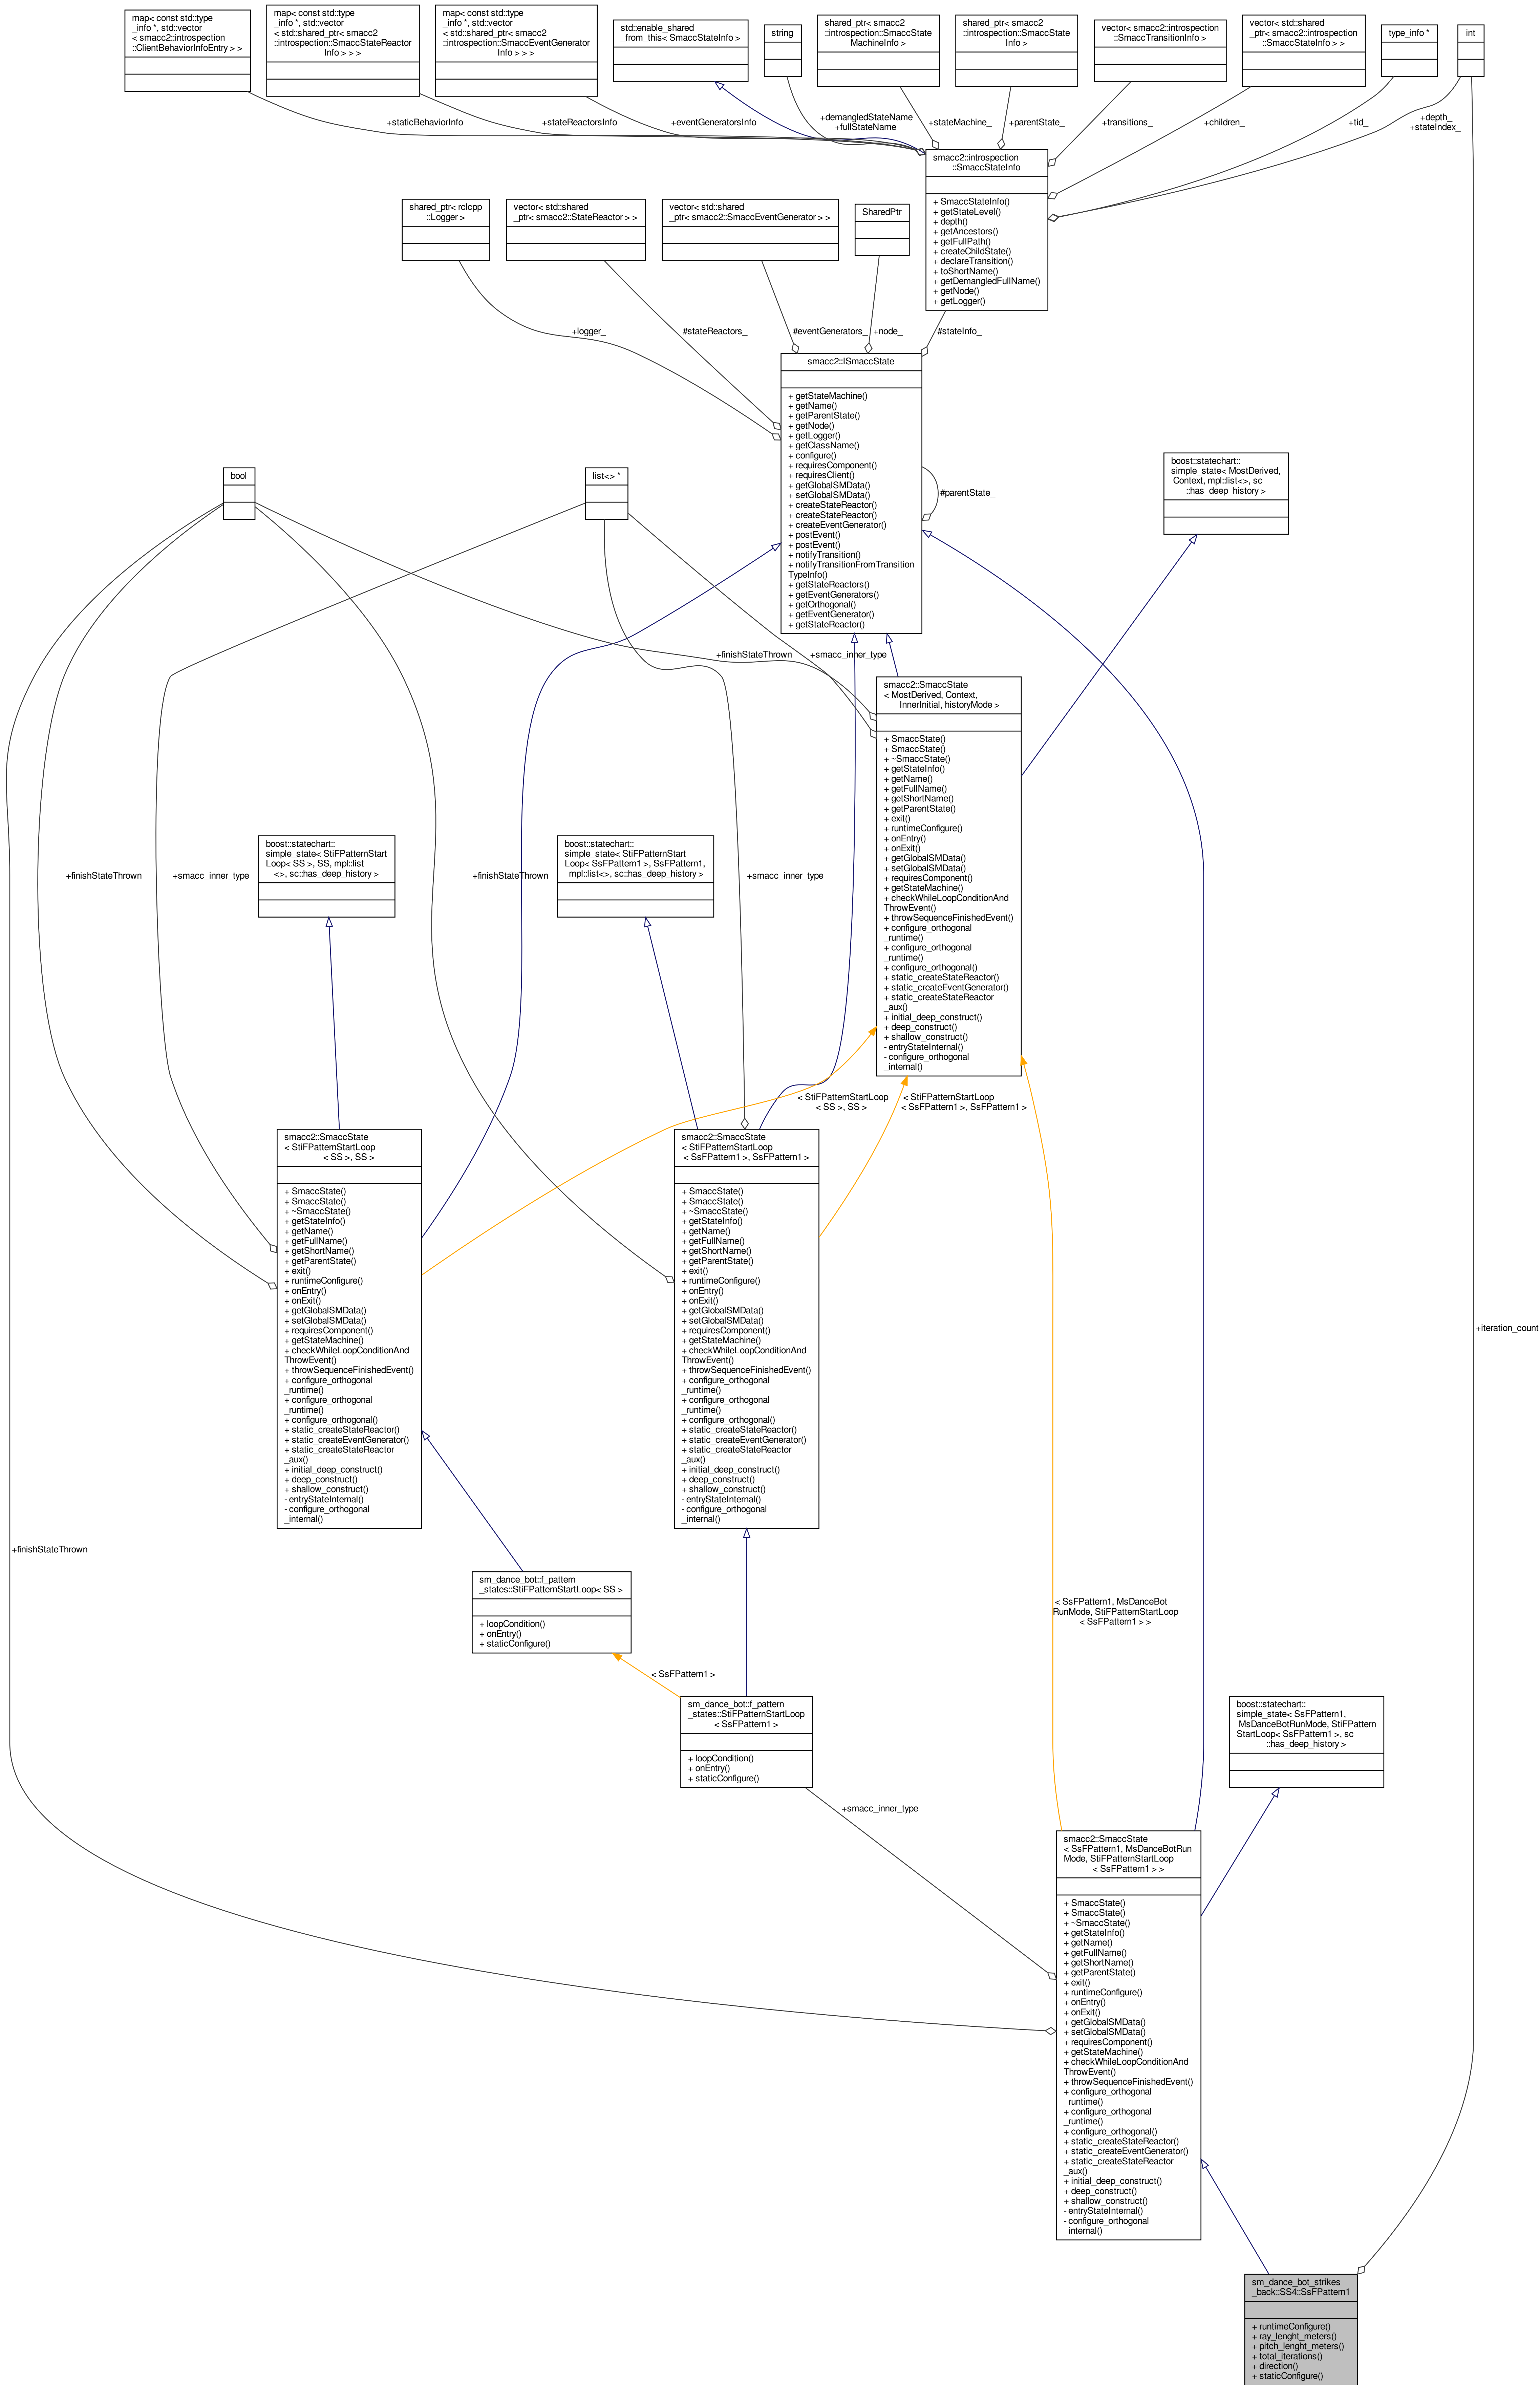 map< const std::type
_info *, std::vector
< smacc2::introspection
::ClientBehaviorInfoEntry > >
map< const std::type
_info *, std::vector
< std::shared_ptr< smacc2
::introspection::SmaccStateReactor
Info > > >
map< const std::type
_info *, std::vector
< std::shared_ptr< smacc2
::introspection::SmaccEventGenerator
Info > > >
std::enable_shared
_from_this< SmaccStateInfo >
string
shared_ptr< smacc2
::introspection::SmaccState
MachineInfo >
shared_ptr< smacc2
::introspection::SmaccState
Info >
vector< smacc2::introspection
::SmaccTransitionInfo >
vector< std::shared
_ptr< smacc2::introspection
::SmaccStateInfo > >
type_info *
int
+staticBehaviorInfo
+stateReactorsInfo
+eventGeneratorsInfo
+demangledStateName
+fullStateName
+stateMachine_
+parentState_
+transitions_
+children_
+tid_
+depth_
+stateIndex_
smacc2::introspection
::SmaccStateInfo
+ SmaccStateInfo()
+ getStateLevel()
+ depth()
+ getAncestors()
+ getFullPath()
+ createChildState()
+ declareTransition()
+ toShortName()
+ getDemangledFullName()
+ getNode()
+ getLogger()
shared_ptr< rclcpp
::Logger >
vector< std::shared
_ptr< smacc2::StateReactor > >
vector< std::shared
_ptr< smacc2::SmaccEventGenerator > >
SharedPtr
+logger_
#stateReactors_
#eventGenerators_
+node_
#stateInfo_
smacc2::ISmaccState
+ getStateMachine()
+ getName()
+ getParentState()
+ getNode()
+ getLogger()
+ getClassName()
+ configure()
+ requiresComponent()
+ requiresClient()
+ getGlobalSMData()
+ setGlobalSMData()
+ createStateReactor()
+ createStateReactor()
+ createEventGenerator()
+ postEvent()
+ postEvent()
+ notifyTransition()
+ notifyTransitionFromTransition
TypeInfo()
+ getStateReactors()
+ getEventGenerators()
+ getOrthogonal()
+ getEventGenerator()
+ getStateReactor()
#parentState_
bool
list<> *
boost::statechart::
simple_state< MostDerived,
Context, mpl::list<>, sc
::has_deep_history >
+finishStateThrown
+smacc_inner_type
smacc2::SmaccState
< MostDerived, Context,
InnerInitial, historyMode >
+ SmaccState()
+ SmaccState()
+ ~SmaccState()
+ getStateInfo()
+ getName()
+ getFullName()
+ getShortName()
+ getParentState()
+ exit()
+ runtimeConfigure()
+ onEntry()
+ onExit()
+ getGlobalSMData()
+ setGlobalSMData()
+ requiresComponent()
+ getStateMachine()
+ checkWhileLoopConditionAnd
ThrowEvent()
+ throwSequenceFinishedEvent()
+ configure_orthogonal
_runtime()
+ configure_orthogonal
_runtime()
+ configure_orthogonal()
+ static_createStateReactor()
+ static_createEventGenerator()
+ static_createStateReactor
_aux()
+ initial_deep_construct()
+ deep_construct()
+ shallow_construct()
- entryStateInternal()
- configure_orthogonal
_internal()
boost::statechart::
simple_state< StiFPatternStart
Loop< SS >, SS, mpl::list
<>, sc::has_deep_history >
boost::statechart::
simple_state< StiFPatternStart
Loop< SsFPattern1 >, SsFPattern1,
mpl::list<>, sc::has_deep_history >
+finishStateThrown
+smacc_inner_type
+finishStateThrown
+smacc_inner_type
< StiFPatternStartLoop
< SS >, SS >
< StiFPatternStartLoop
< SsFPattern1 >, SsFPattern1 >
smacc2::SmaccState
< StiFPatternStartLoop
< SS >, SS >
+ SmaccState()
+ SmaccState()
+ ~SmaccState()
+ getStateInfo()
+ getName()
+ getFullName()
+ getShortName()
+ getParentState()
+ exit()
+ runtimeConfigure()
+ onEntry()
+ onExit()
+ getGlobalSMData()
+ setGlobalSMData()
+ requiresComponent()
+ getStateMachine()
+ checkWhileLoopConditionAnd
ThrowEvent()
+ throwSequenceFinishedEvent()
+ configure_orthogonal
_runtime()
+ configure_orthogonal
_runtime()
+ configure_orthogonal()
+ static_createStateReactor()
+ static_createEventGenerator()
+ static_createStateReactor
_aux()
+ initial_deep_construct()
+ deep_construct()
+ shallow_construct()
- entryStateInternal()
- configure_orthogonal
_internal()
smacc2::SmaccState
< StiFPatternStartLoop
< SsFPattern1 >, SsFPattern1 >
+ SmaccState()
+ SmaccState()
+ ~SmaccState()
+ getStateInfo()
+ getName()
+ getFullName()
+ getShortName()
+ getParentState()
+ exit()
+ runtimeConfigure()
+ onEntry()
+ onExit()
+ getGlobalSMData()
+ setGlobalSMData()
+ requiresComponent()
+ getStateMachine()
+ checkWhileLoopConditionAnd
ThrowEvent()
+ throwSequenceFinishedEvent()
+ configure_orthogonal
_runtime()
+ configure_orthogonal
_runtime()
+ configure_orthogonal()
+ static_createStateReactor()
+ static_createEventGenerator()
+ static_createStateReactor
_aux()
+ initial_deep_construct()
+ deep_construct()
+ shallow_construct()
- entryStateInternal()
- configure_orthogonal
_internal()
+iteration_count
+finishStateThrown
sm_dance_bot::f_pattern
_states::StiFPatternStartLoop< SS >
+ loopCondition()
+ onEntry()
+ staticConfigure()
< SsFPattern1, MsDanceBot
RunMode, StiFPatternStartLoop
< SsFPattern1 > >
< SsFPattern1 >
sm_dance_bot::f_pattern
_states::StiFPatternStartLoop
< SsFPattern1 >
+ loopCondition()
+ onEntry()
+ staticConfigure()
boost::statechart::
simple_state< SsFPattern1,
MsDanceBotRunMode, StiFPattern
StartLoop< SsFPattern1 >, sc
::has_deep_history >
+smacc_inner_type
smacc2::SmaccState
< SsFPattern1, MsDanceBotRun
Mode, StiFPatternStartLoop
< SsFPattern1 > >
+ SmaccState()
+ SmaccState()
+ ~SmaccState()
+ getStateInfo()
+ getName()
+ getFullName()
+ getShortName()
+ getParentState()
+ exit()
+ runtimeConfigure()
+ onEntry()
+ onExit()
+ getGlobalSMData()
+ setGlobalSMData()
+ requiresComponent()
+ getStateMachine()
+ checkWhileLoopConditionAnd
ThrowEvent()
+ throwSequenceFinishedEvent()
+ configure_orthogonal
_runtime()
+ configure_orthogonal
_runtime()
+ configure_orthogonal()
+ static_createStateReactor()
+ static_createEventGenerator()
+ static_createStateReactor
_aux()
+ initial_deep_construct()
+ deep_construct()
+ shallow_construct()
- entryStateInternal()
- configure_orthogonal
_internal()
sm_dance_bot_strikes
_back::SS4::SsFPattern1
+ runtimeConfigure()
+ ray_lenght_meters()
+ pitch_lenght_meters()
+ total_iterations()
+ direction()
+ staticConfigure()